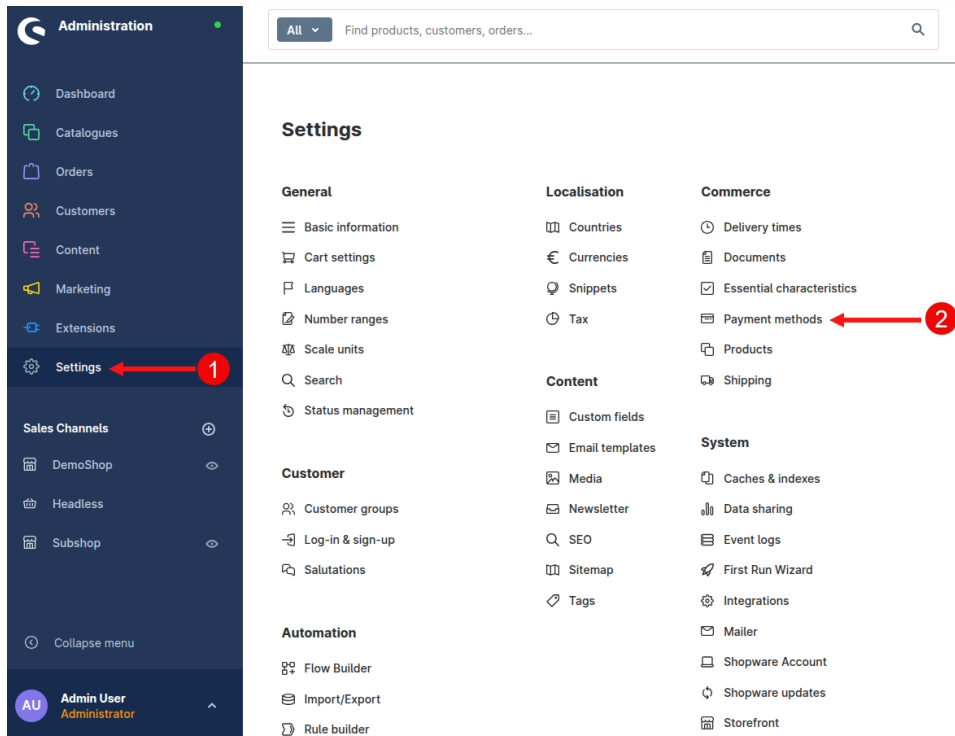 Administration
Dashboard
Catalogues
Orders
Customers
Content
Marketing
Extensions
Settings
1
Sales Channels
DemoShop
Headless
Subshop
Collapse menu
AU
Admin User
Administrator
All
Find products, customers, orders...
Settings
General
Basic information
Cart settings
Languages
Number ranges
Scale units
Search
Status management
Customer
Customer groups
Log-in & sign-up
Salutations
Automation
Flow Builder
Import/Export
Rule builder
Localisation
Countries
Currencies
Snippets
Tax
Content
Custom fields
Email templates
Media
Newsletter
SEO
Sitemap
Tags
Commerce
Delivery times
Documents
Essential characteristics
Payment methods
2
Products
Shipping
System
Caches & indexes
Data sharing
Event logs
First Run Wizard
Integrations
Mailer
Shopware Account
Shopware updates
Storefront